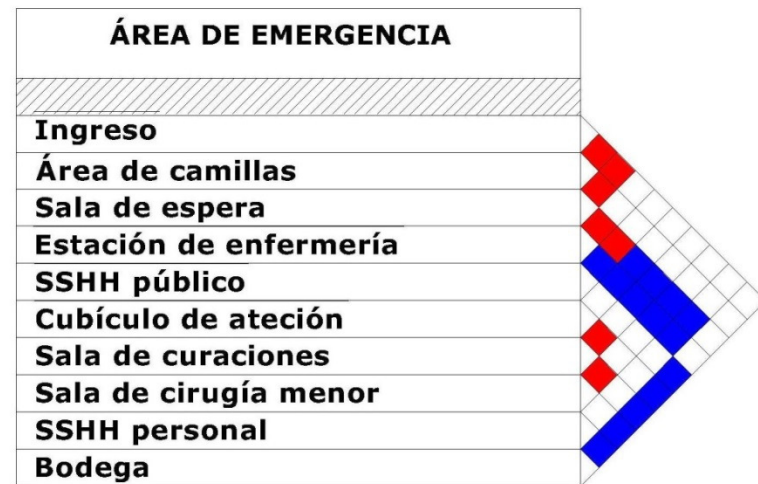 ÁREA DE EMERGENCIA
Ingreso
Área de camillas
Sala de espera
Estación de enfermería
SSHH público
Cubículo de ateción
Sala de curaciones
Sala de cirugía menor
SSHH personal
Bodega